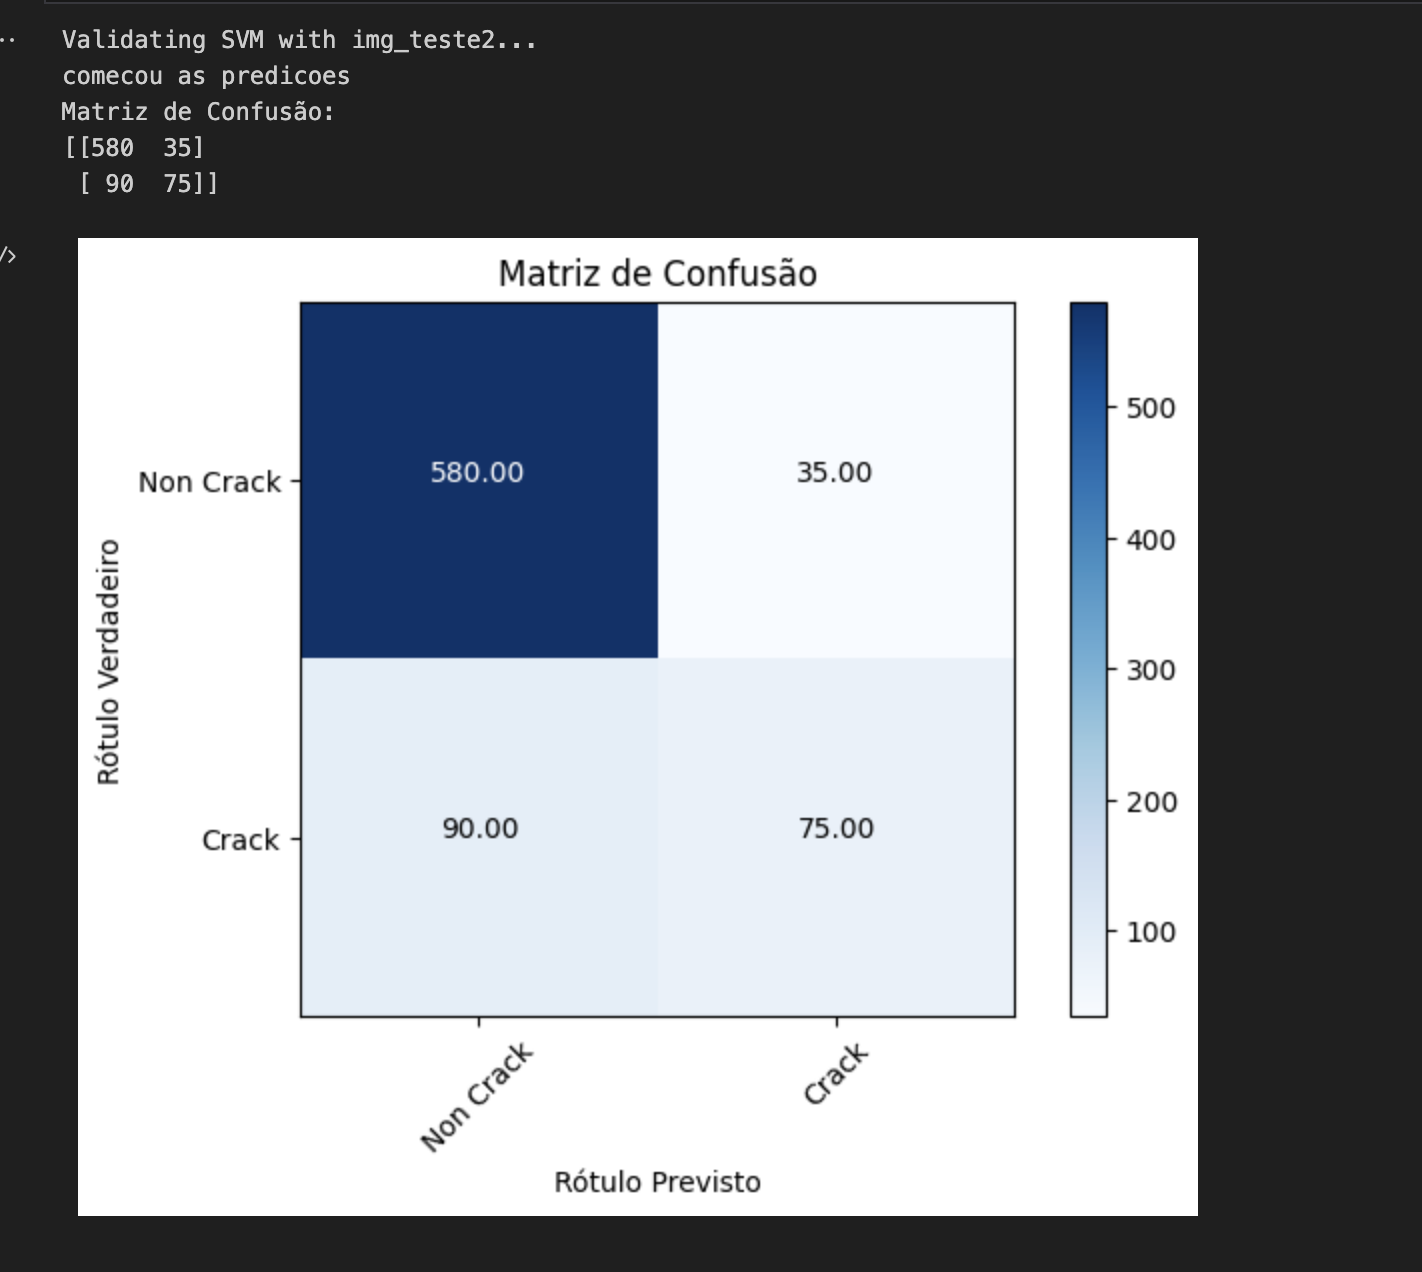 Validating SVM with img_teste2...
comecou as predicoes
Matriz de Confusão:
[[580  35]
 [ 90  75]]
Matriz de Confusão
580.00 35.00
90.00 75.00
Non Crack
Crack
Rótulo Verdadeiro
Non Crack
Crack
Rótulo Previsto
500
400
300
200
100